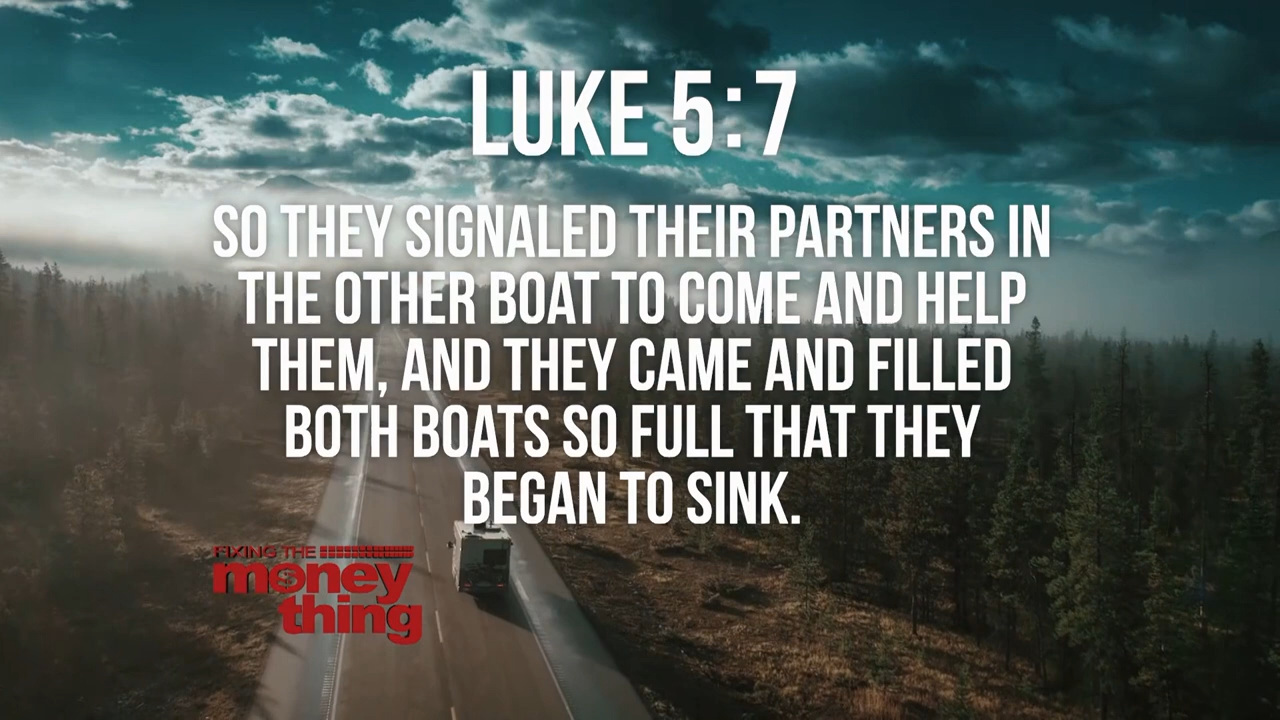 LUKE 5:7
SO THEY SIGNALED THEIR PARTNERS IN
THE OTHER BOAT TO COME AND HELP
THEM, AND THEY CAME AND FILLED
BOTH BOATS SO FULL THAT THEY
BEGAN TO SINK.
FIXING THE
money
thing